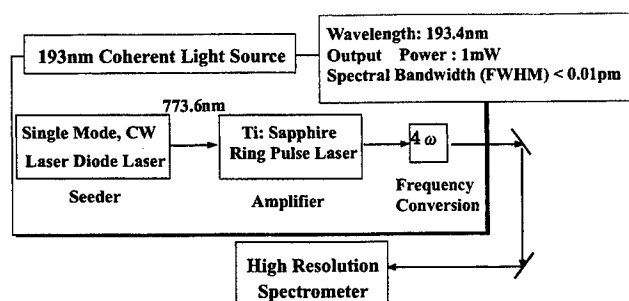 193nm Coherent Light Source
Wavelength: 193.4nm
Output Power : 1mW
Spectral Bandwidth (FWHM) < 0.01pm
773.6nm
Single Mode, CW
Laser Diode Laser
Seeder
Ti: Sapphire
Ring Pulse Laser
Amplifier
4 ω
Frequency
Conversion
High Resolution
Spectrometer